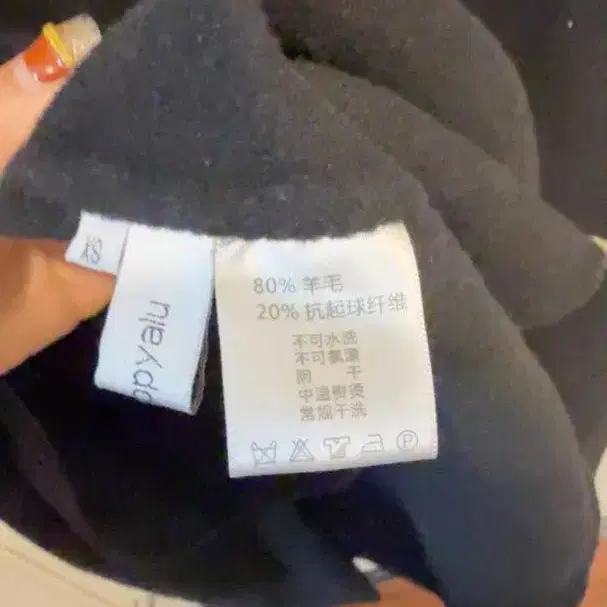 XS
80% 羊毛
20% 抗起球纤维
不可水洗
不可氯漂
阴 干
中温熨烫
常规干洗
P